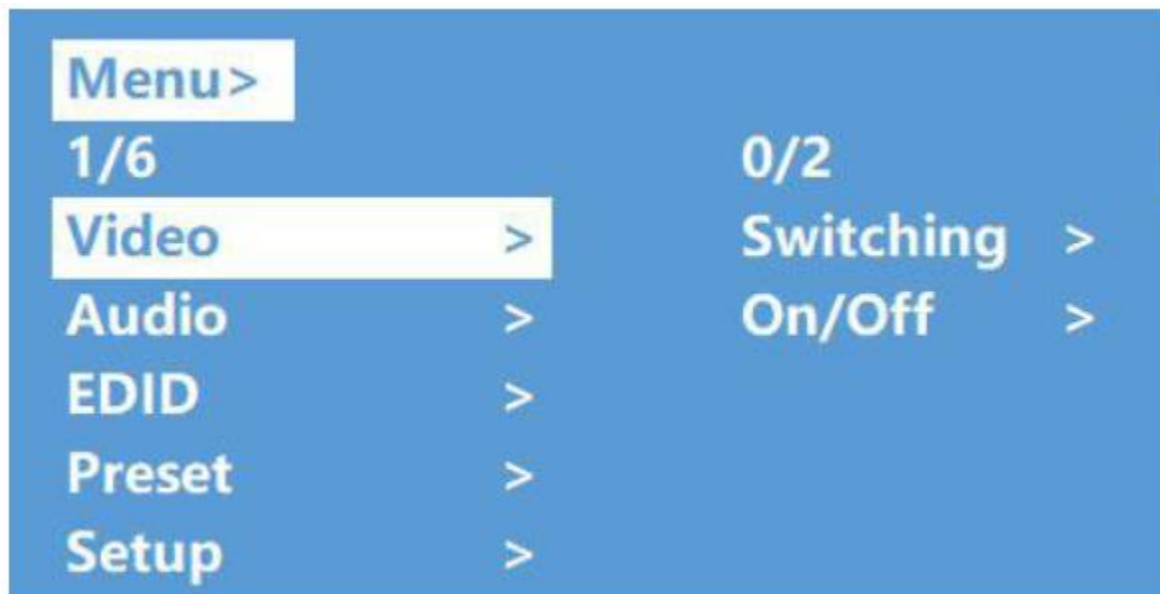 Menu>
1/6 0/2
Video > Switching >
Audio > On/Off >
EDID >
Preset >
Setup >